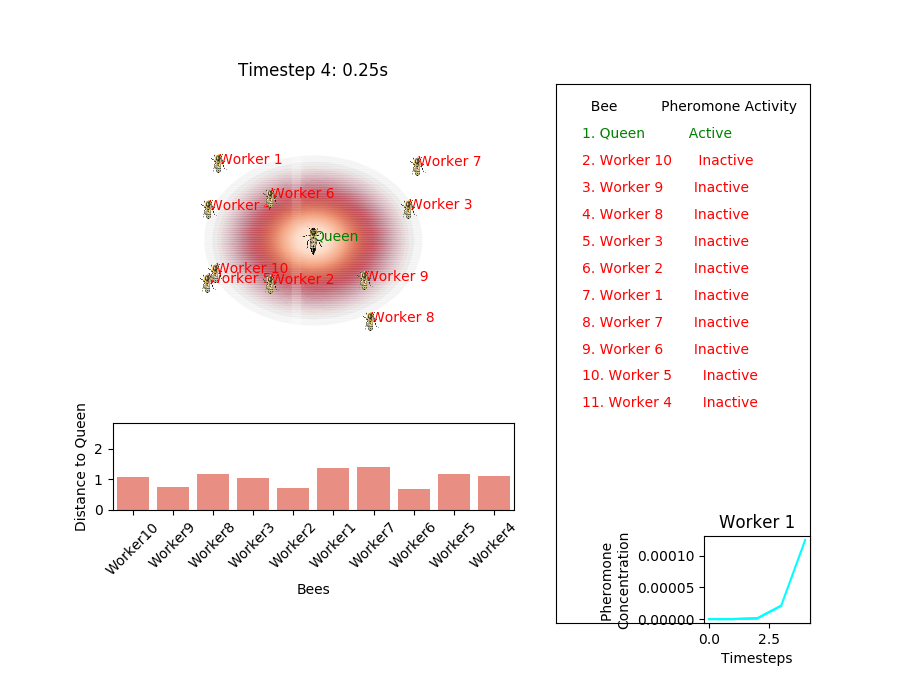 Timestep 4: 0.25s
Worker 1
Worker 7
Worker 6
Worker
Worker 3
Queen
Worker 10
Worker 9
Worker 2
Worker 8
Bee Pheromone Activity
1. Queen Active
2. Worker 10 Inactive
3. Worker 9 Inactive
4. Worker 8 Inactive
5. Worker 3 Inactive
6. Worker 2 Inactive
7. Worker 1 Inactive
8. Worker 7 Inactive
9. Worker 6 Inactive
10. Worker 5 Inactive
11. Worker 4 Inactive
Distance to Queen
2
1
0
Worker10
Worker9
Worker8
Worker3
Worker2
Worker1
Worker7
Worker6
Worker5
Worker4
Bees
Worker 1
Pheromone
Concentration
0.00010
0.00005
0.00000
0.0
2.5
Timesteps